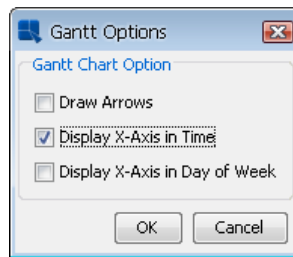 Gantt Options
Gantt Chart Option
Draw Arrows
Display X-Axis in Time
Display X-Axis in Day of Week
OK Cancel